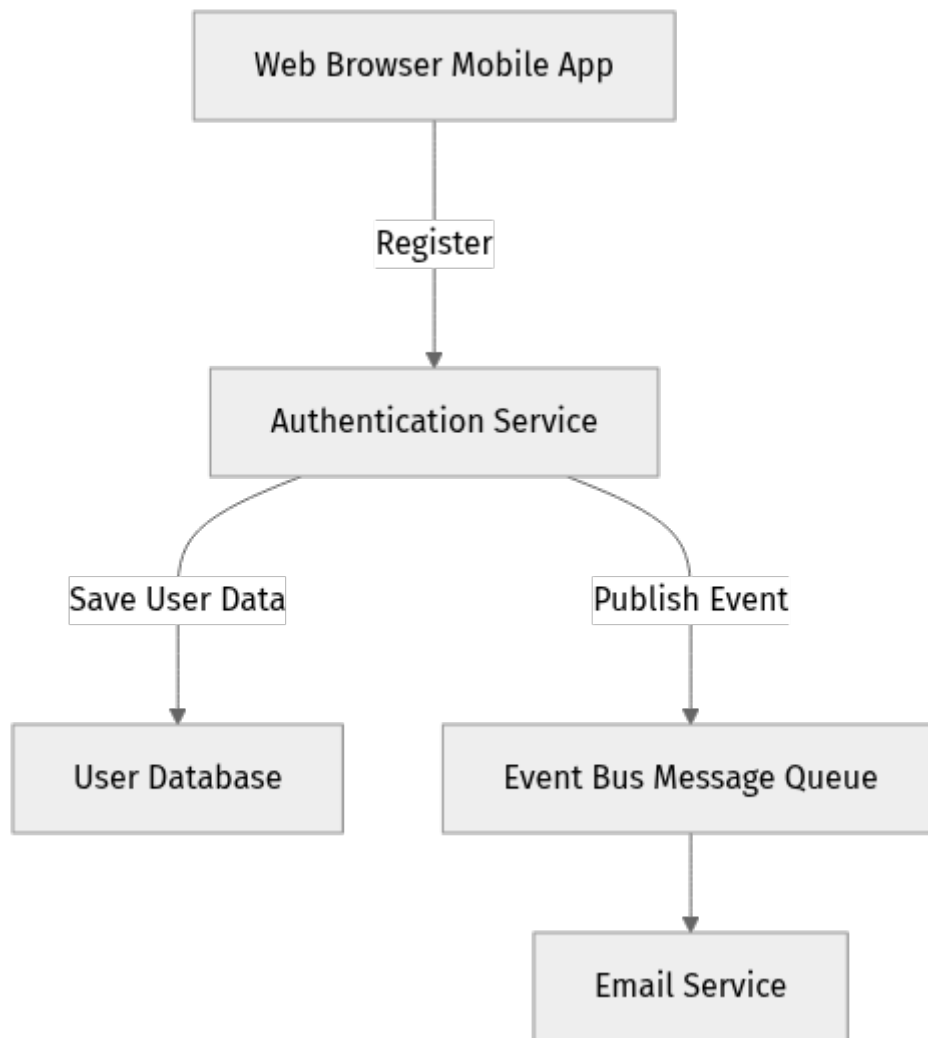 Web Browser Mobile App
Register
Authentication Service
Save User Data
Publish Event
User Database
Event Bus Message Queue
Email Service